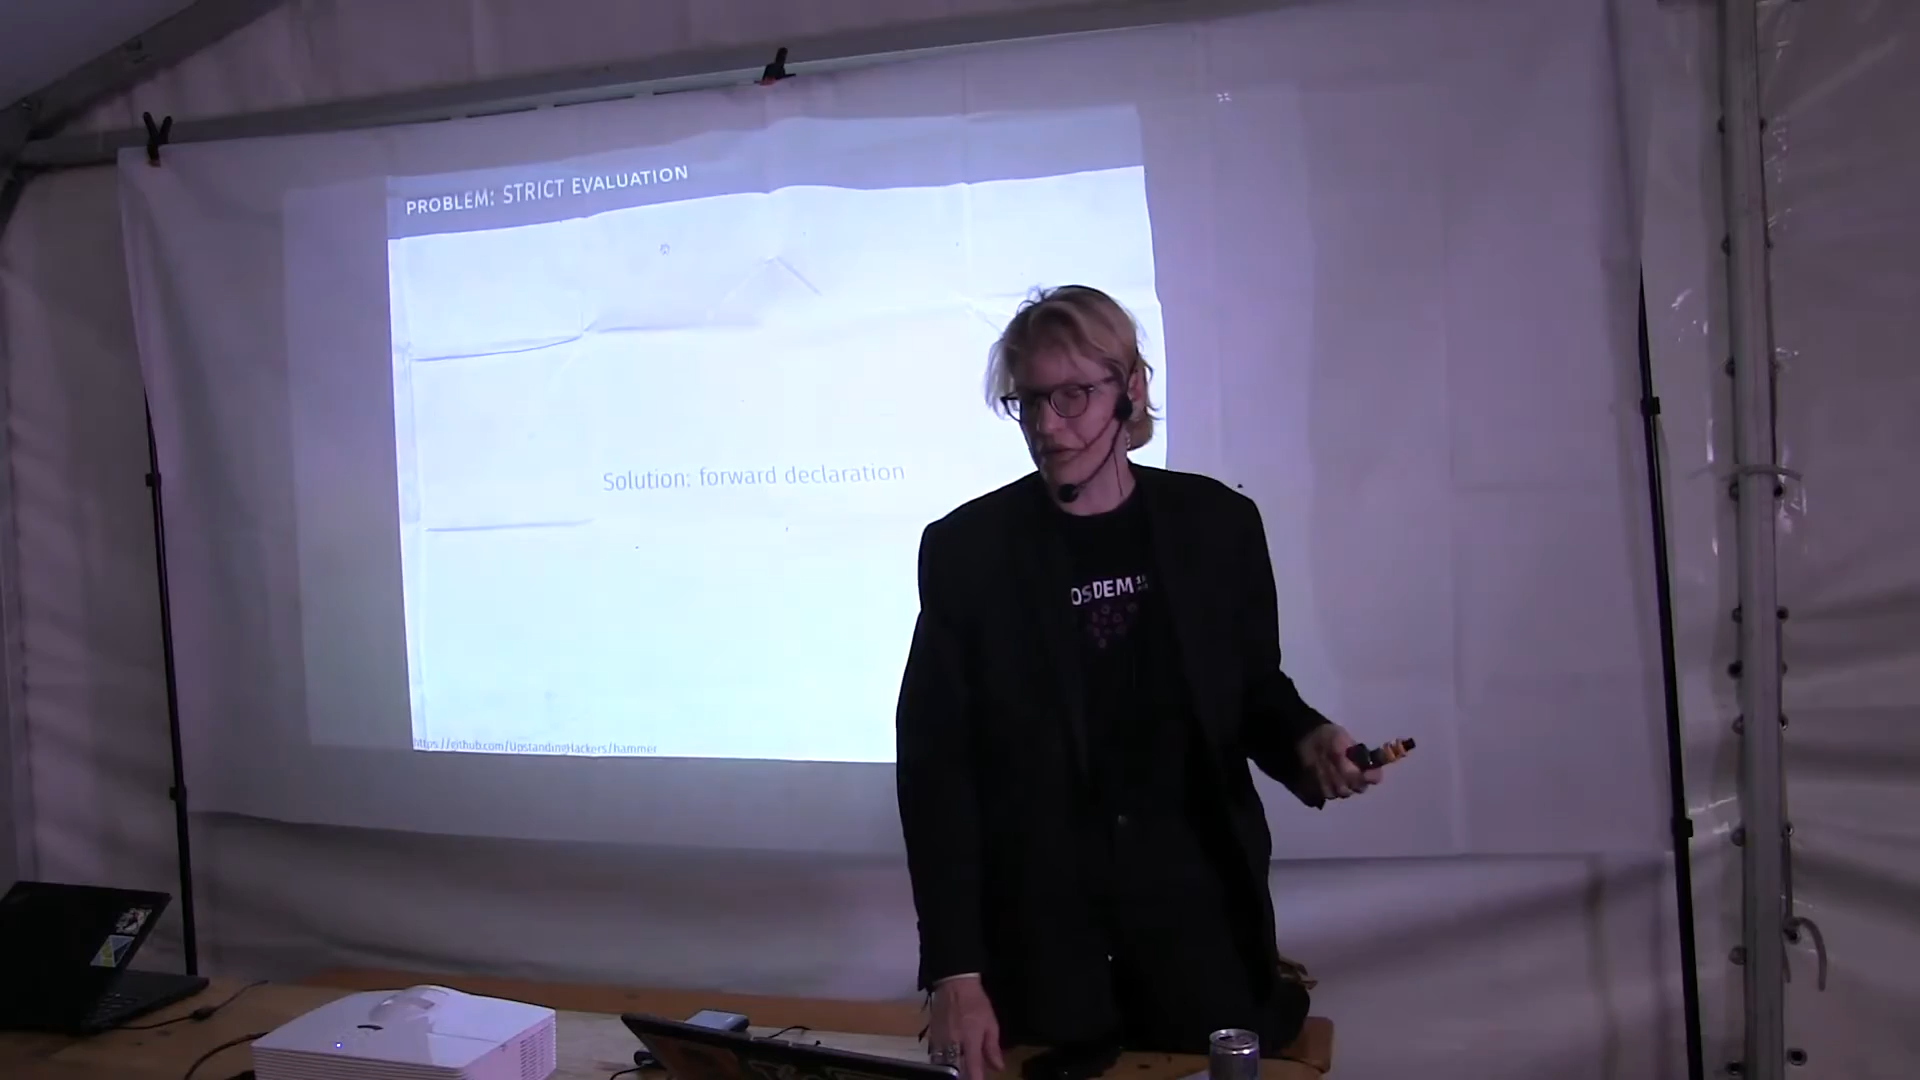 PROBLEM: STRICT EVALUATION
Solution: forward declaration
https://github.com/UpstandingHackers/hammer
OSDEM